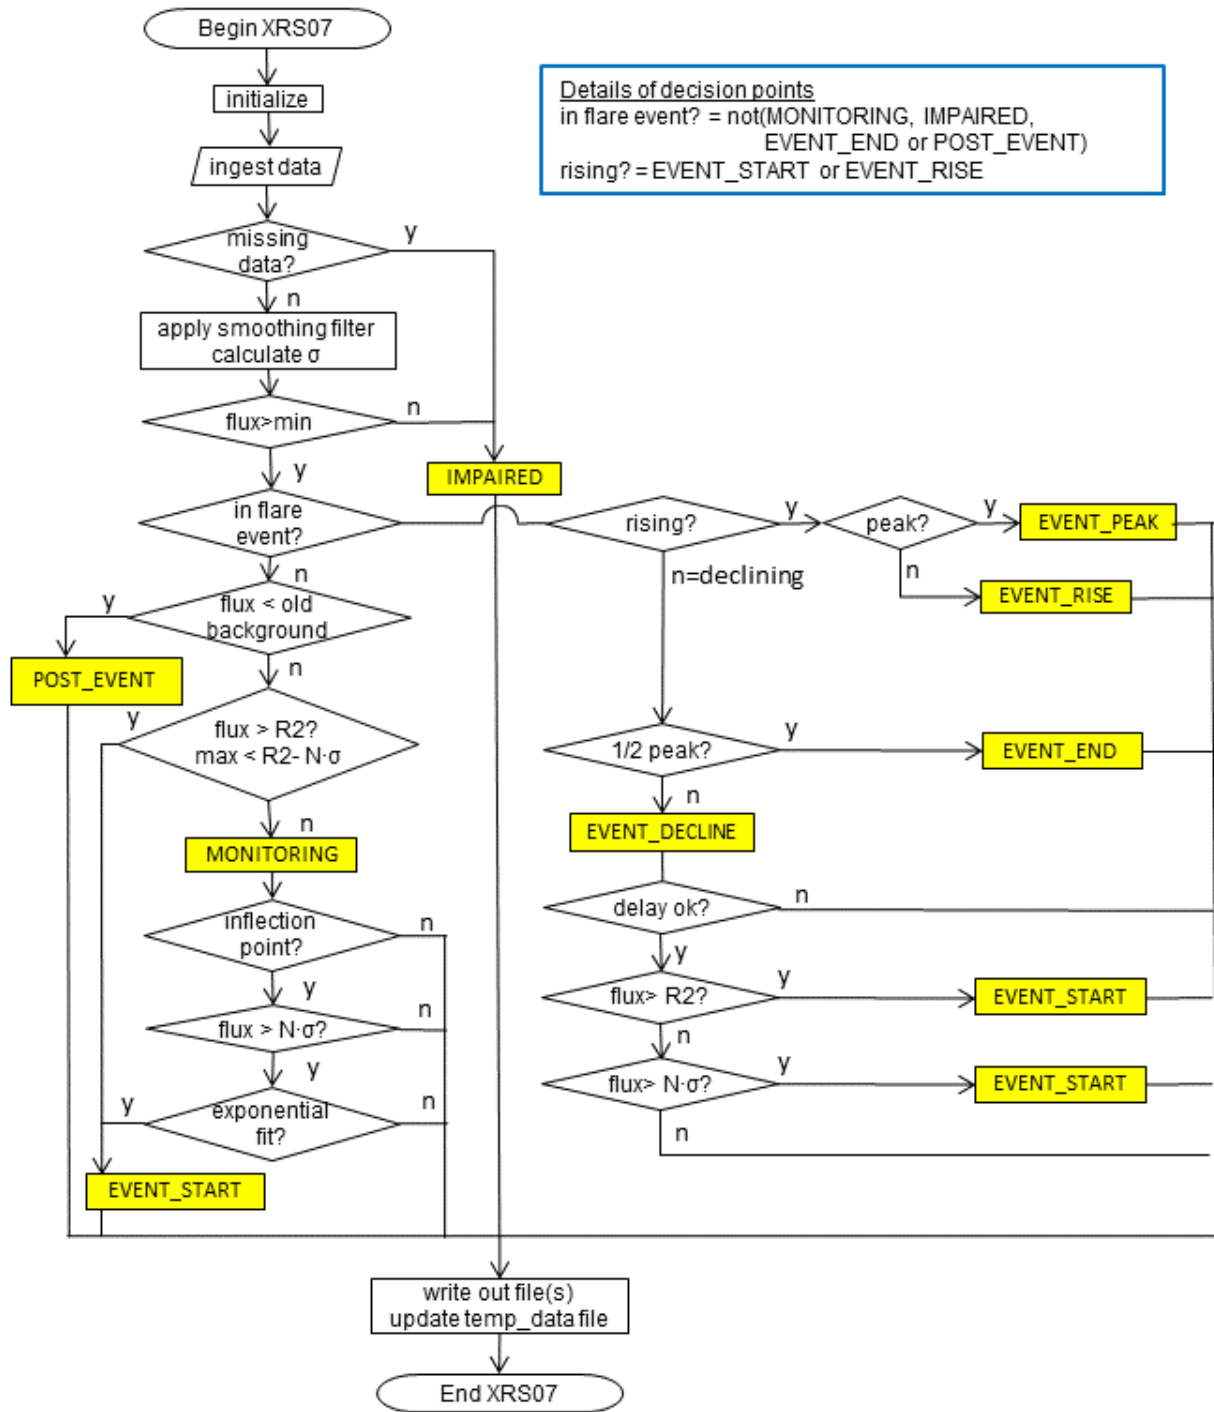 Begin XRS07
initialize
ingest data
Details of decision points
in flare event? = not(MONITORING, IMPAIRED,
EVENT_END or POST_EVENT)
rising? = EVENT_START or EVENT_RISE
missing
data?
y
n
apply smoothing filter
calculate σ
flux>min
n
y
IMPAIRED
in flare
event?
n
rising?
y
peak?
y
EVENT_PEAK
n
EVENT_RISE
n=declining
flux < old
background
y
n
POST_EVENT
flux > R2?
max < R2- N·σ
y
n
1/2 peak?
y
EVENT_END
n
EVENT_DECLINE
MONITORING
inflection
point?
n
y
delay ok?
n
y
flux > N·σ?
n
y
flux> R2?
y
EVENT_START
n
exponential
fit?
y
n
flux> N·σ?
y
EVENT_START
n
EVENT_START
write out file(s)
update temp_data file
End XRS07